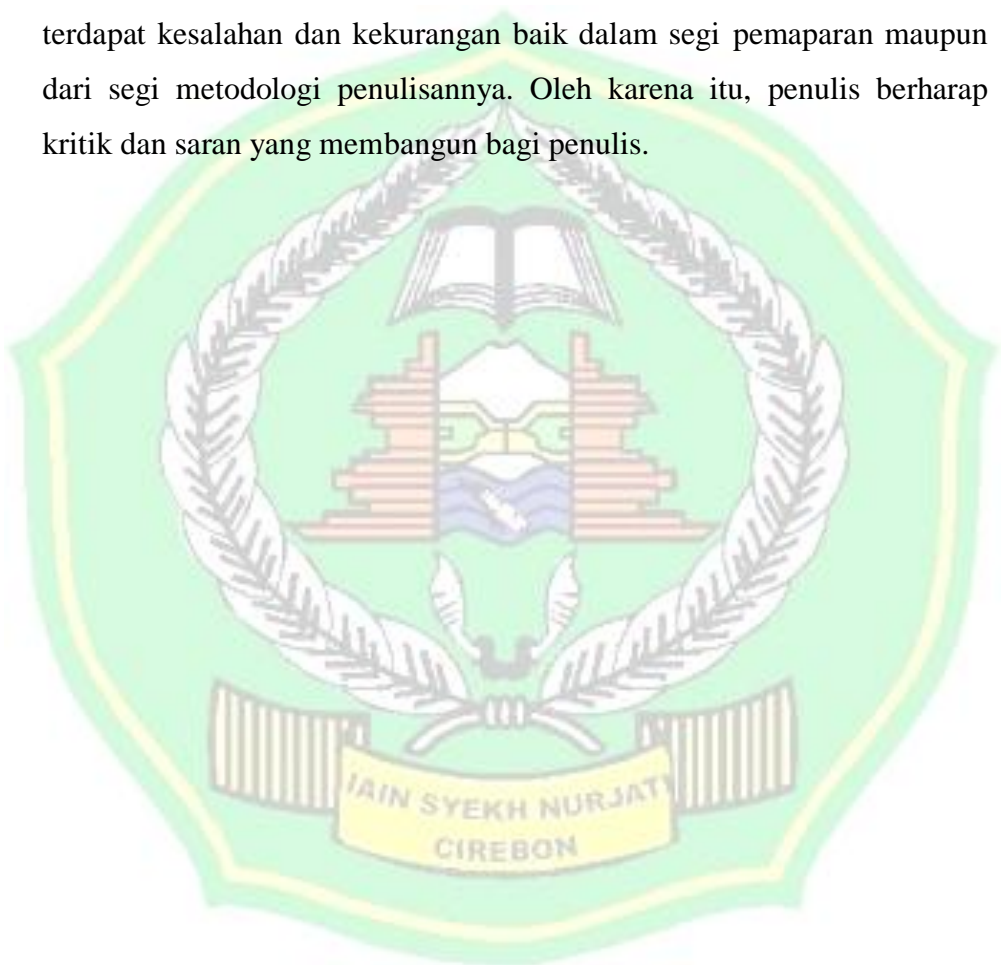 terdapat kesalahan dan kekurangan baik dalam segi pemaparan maupun
dari segi metodologi penulisannya. Oleh karena itu, penulis berharap
kritik dan saran yang membangun bagi penulis.
IAIN SYEKH NURJATI
CIREBON